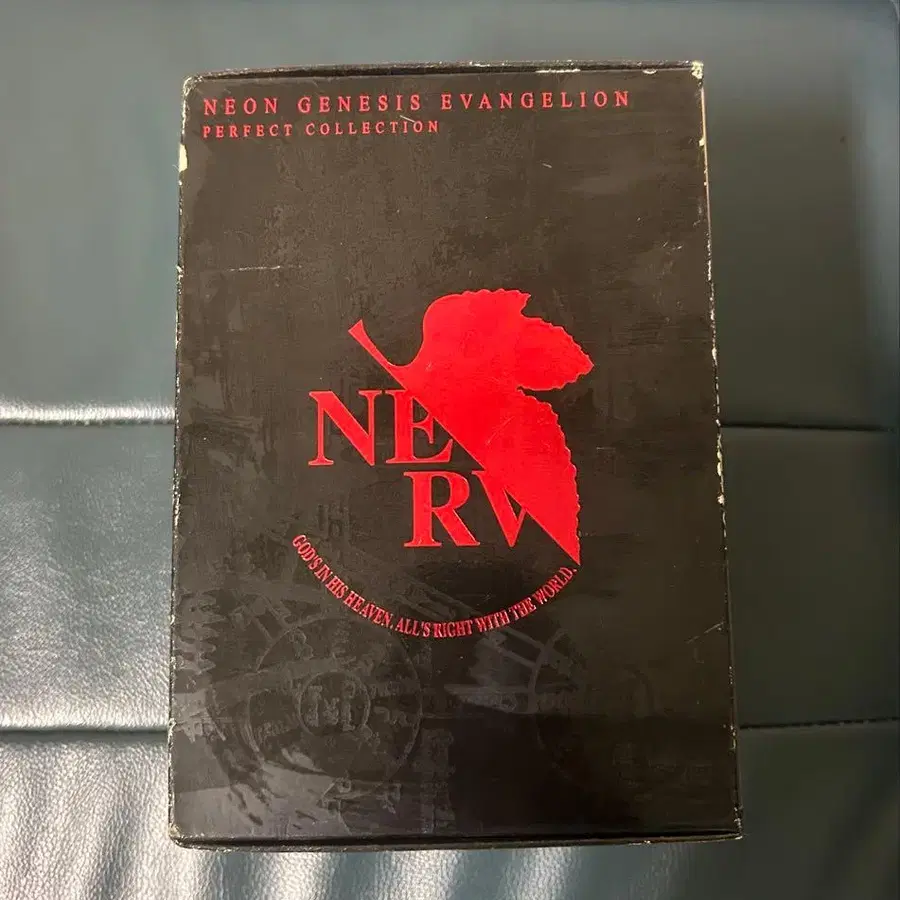 NEON GENESIS EVANGELION
PERFECT COLLECTION
NERV
GOD'S IN HIS HEAVEN. ALL'S RIGHT WITH THE WORLD.